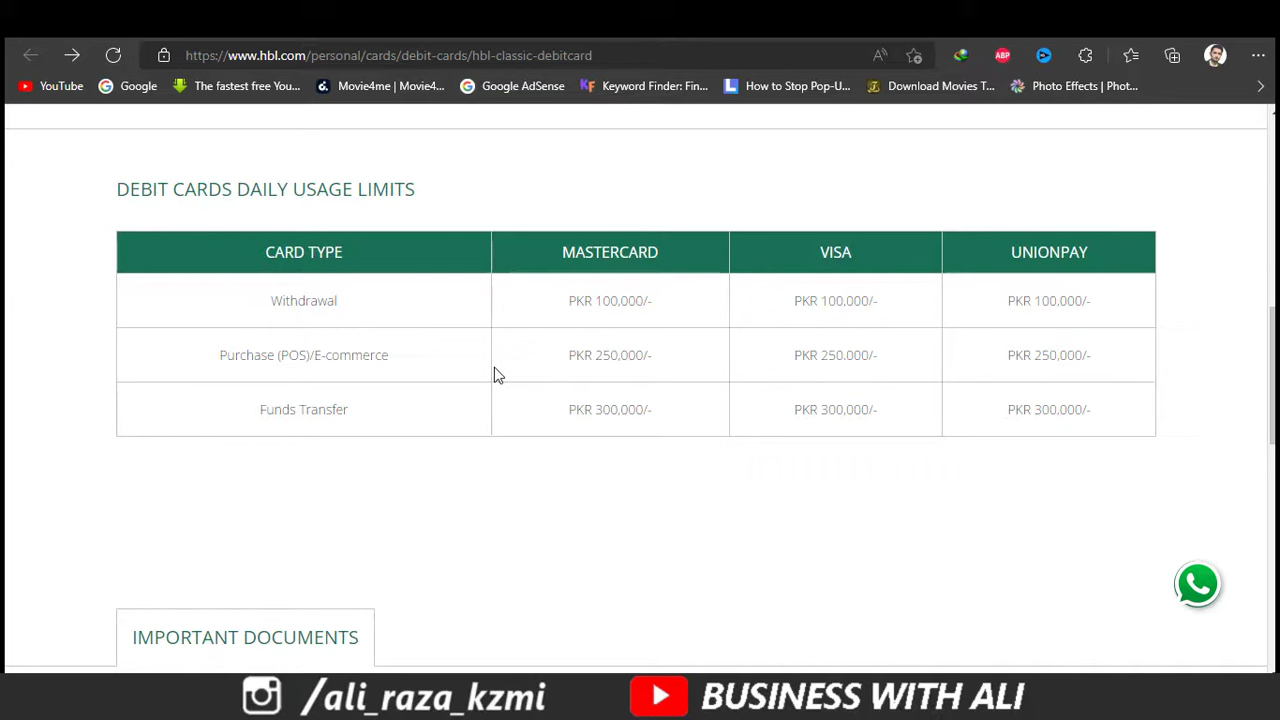 https://www.hbl.com/personal/cards/debit-cards/hbl-classic-debitcard
A ABP
YouTube Google The fastest free You... Movie4me | Movie4... Google AdSense KF Keyword Finder: Fin... L How to Stop Pop-U... Download Movies T... Photo Effects | Phot...
DEBIT CARDS DAILY USAGE LIMITS
CARD TYPE MASTERCARD VISA UNIONPAY
Withdrawal PKR 100,000/- PKR 100,000/- PKR 100,000/-
Purchase (POS)/E-commerce PKR 250,000/- PKR 250.000/- PKR 250,000/-
Funds Transfer PKR 300,000/- PKR 300,000/- PKR 300,000/-
IMPORTANT DOCUMENTS
/ali_raza_kzmi BUSINESS WITH ALI